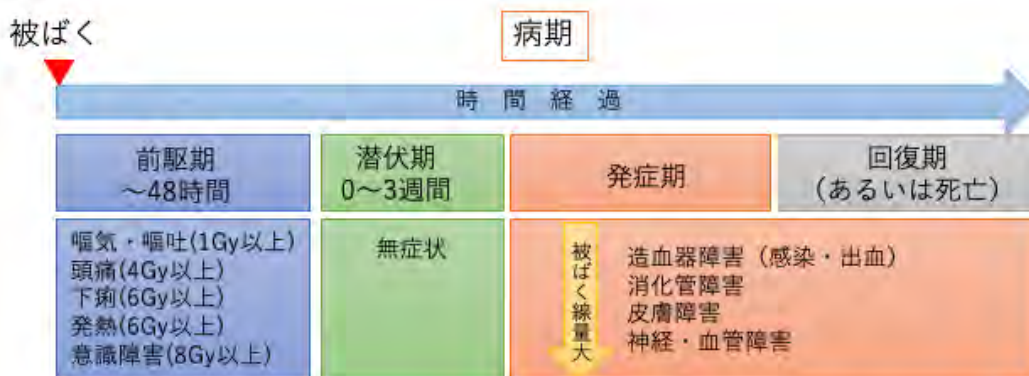 被ばく
病期
時間経過
前駆期
～48時間
潜伏期
0～3週間
発症期
回復期
（あるいは死亡）
嘔気・嘔吐(1Gy以上)
頭痛(4Gy以上)
下痢(6Gy以上)
発熱(6Gy以上)
意識障害(8Gy以上)
無症状
被ばく線量大
造血器障害（感染・出血）
消化管障害
皮膚障害
神経・血管障害